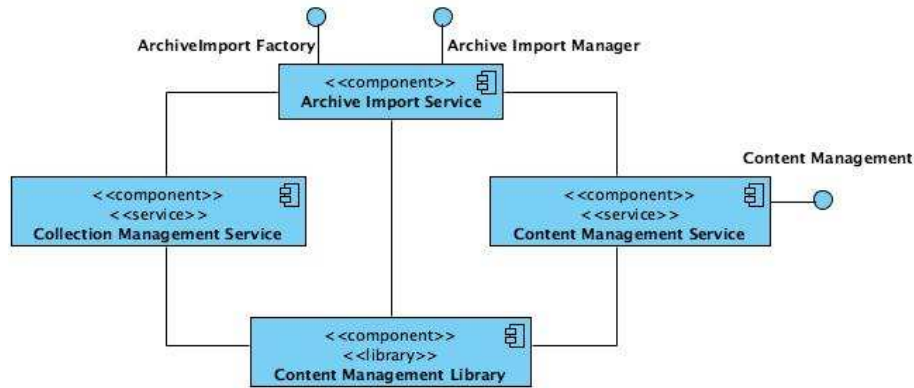 ArchiveImport Factory
Archive Import Manager
<<component>>
Archive Import Service
Content Management
<<component>>
<<service>>
Collection Management Service
<<component>>
<<service>>
Content Management Service
<<component>>
<<library>>
Content Management Library